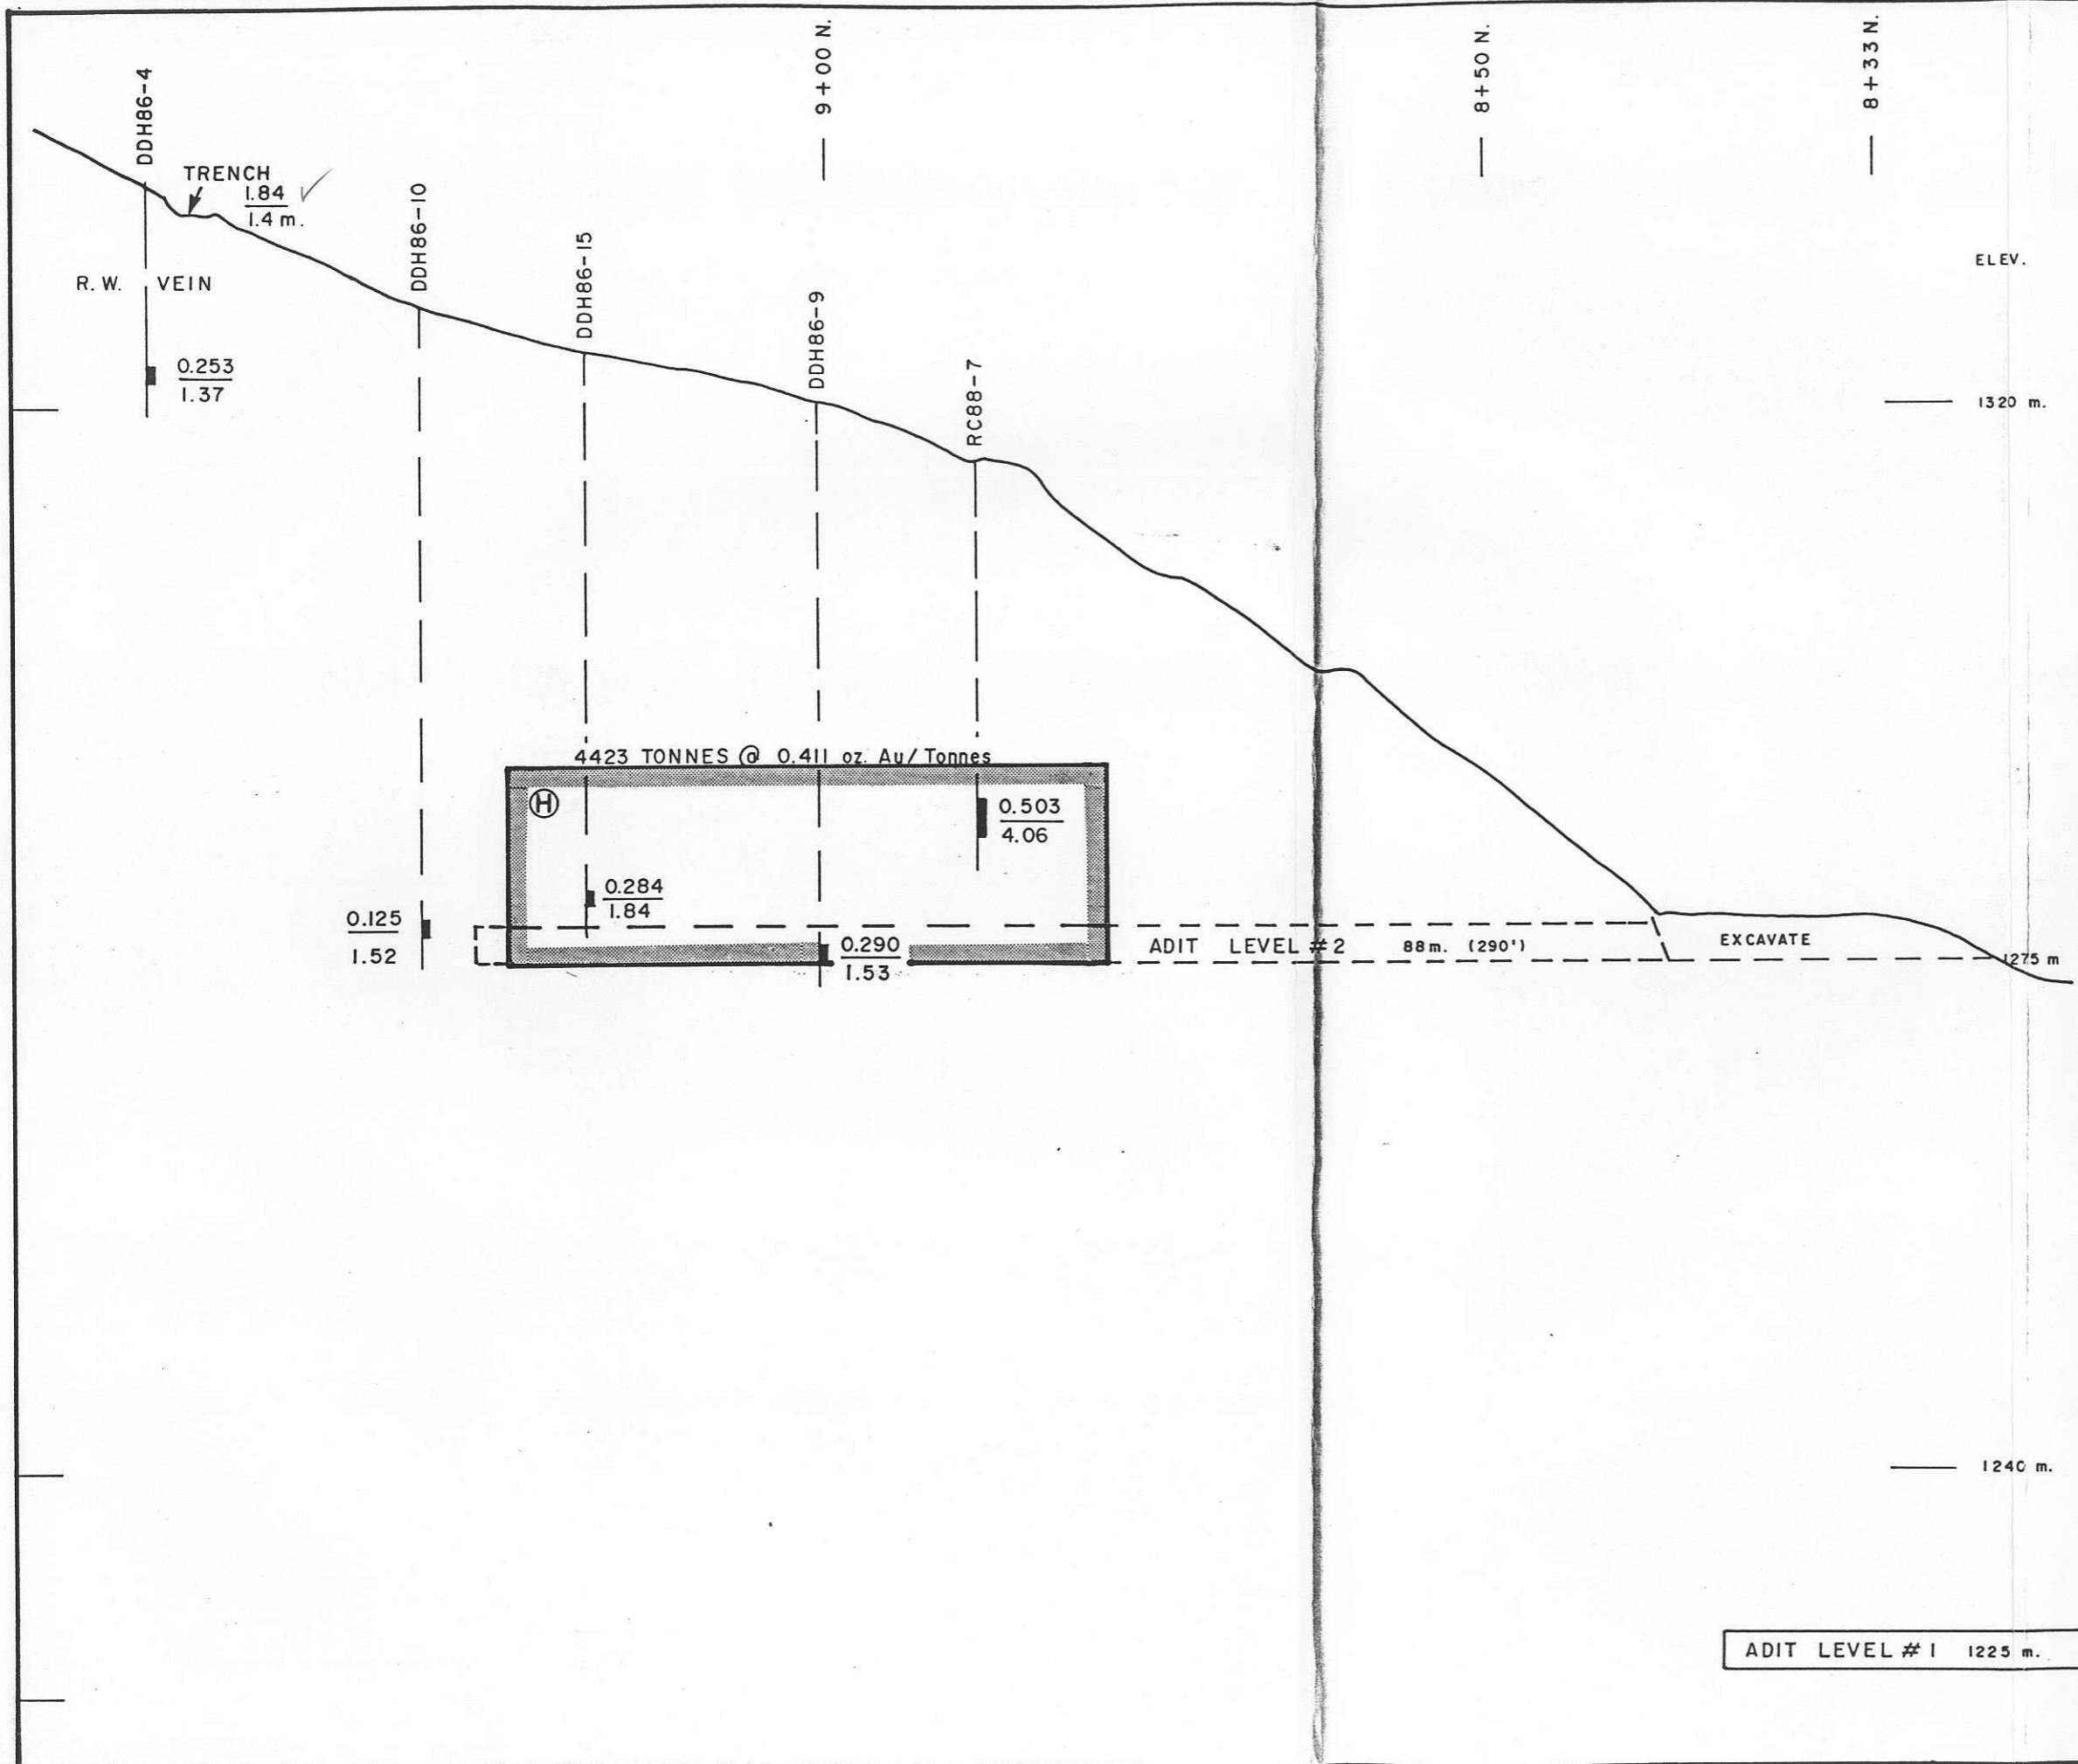 9+00 N.
8+50 N.
8+33 N.
DDH86-4
TRENCH
1.84
1.4 m.
DDH86-10
DDH86-15
DDH86-9
RC88-7
ELEV.
R. W. VEIN
0.253
1.37
1320 m.
4423 TONNES @ 0.411 oz. Au/Tonnes
H
0.503
4.06
0.284
1.84
0.125
1.52
0.290
1.53
ADIT LEVEL #2 88m. (290')
EXCAVATE
1275 m
1240 m.
ADIT LEVEL #1 1225 m.